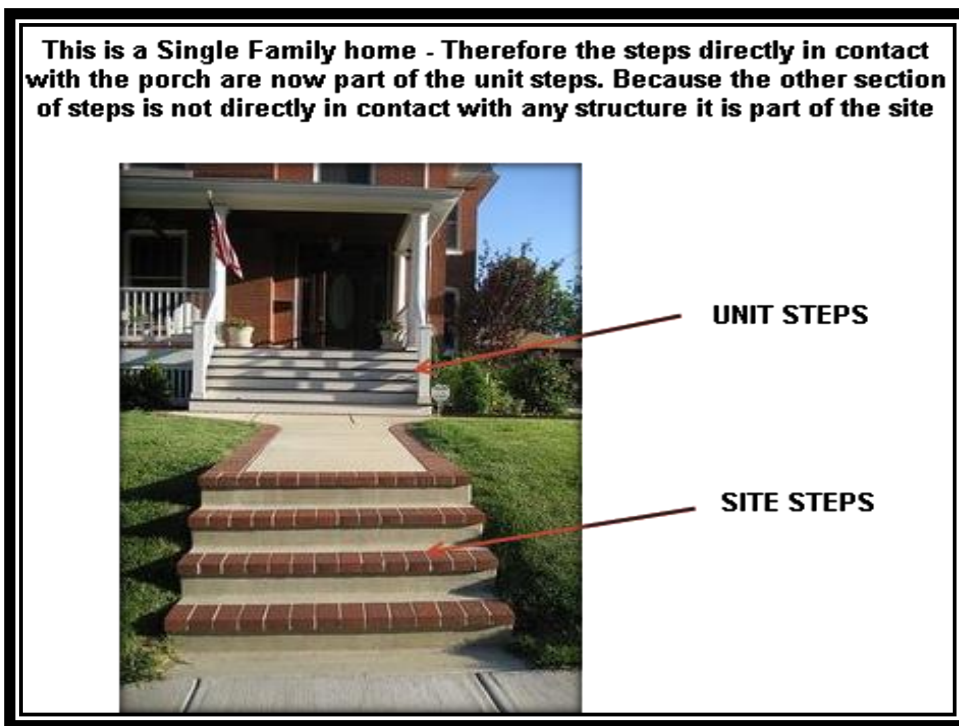 This is a Single Family home - Therefore the steps directly in contact
with the porch are now part of the unit steps. Because the other section
of steps is not directly in contact with any structure it is part of the site
UNIT STEPS
SITE STEPS